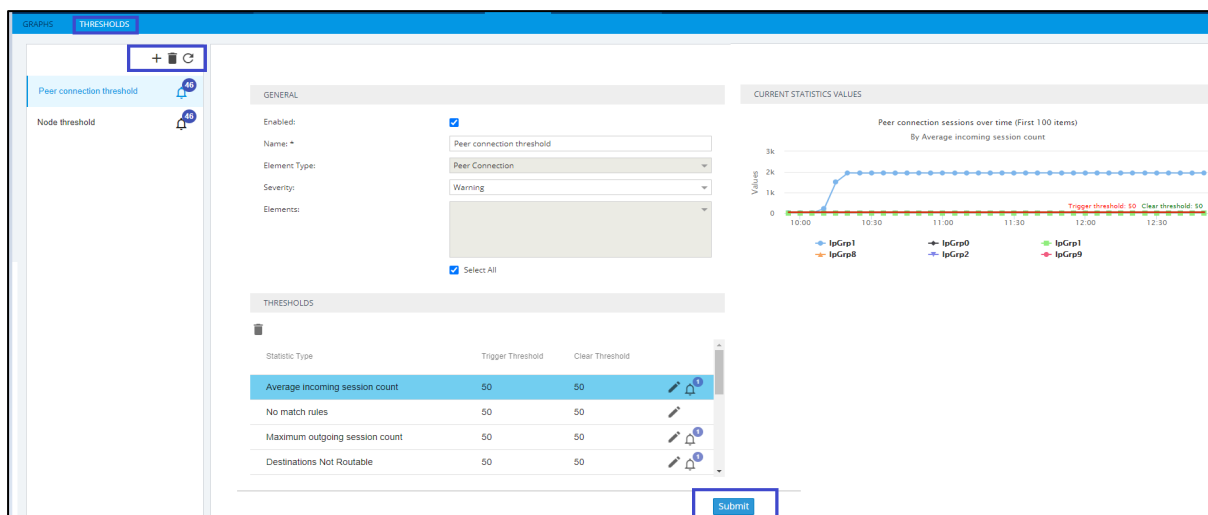 GRAPHS THRESHOLDS
Peer connection threshold 46
Node threshold 46
GENERAL
Enabled:
Name: * Peer connection threshold
Element Type: Peer Connection
Severity: Warning
Elements:
Select All
THRESHOLDS
Statistic Type Trigger Threshold Clear Threshold
Average incoming session count 50 50 1
No match rules 50 50
Maximum outgoing session count 50 50 1
Destinations Not Routable 50 50 1
Submit
CURRENT STATISTICS VALUES
Peer connection sessions over time (First 100 items)
By Average incoming session count
Values
3k
2k
1k
0
Trigger threshold: 50 Clear threshold: 50
10:00 10:30 11:00 11:30 12:00 12:30
IpGrp1 IpGrp0 IpGrp1
IpGrp8 IpGrp2 IpGrp9